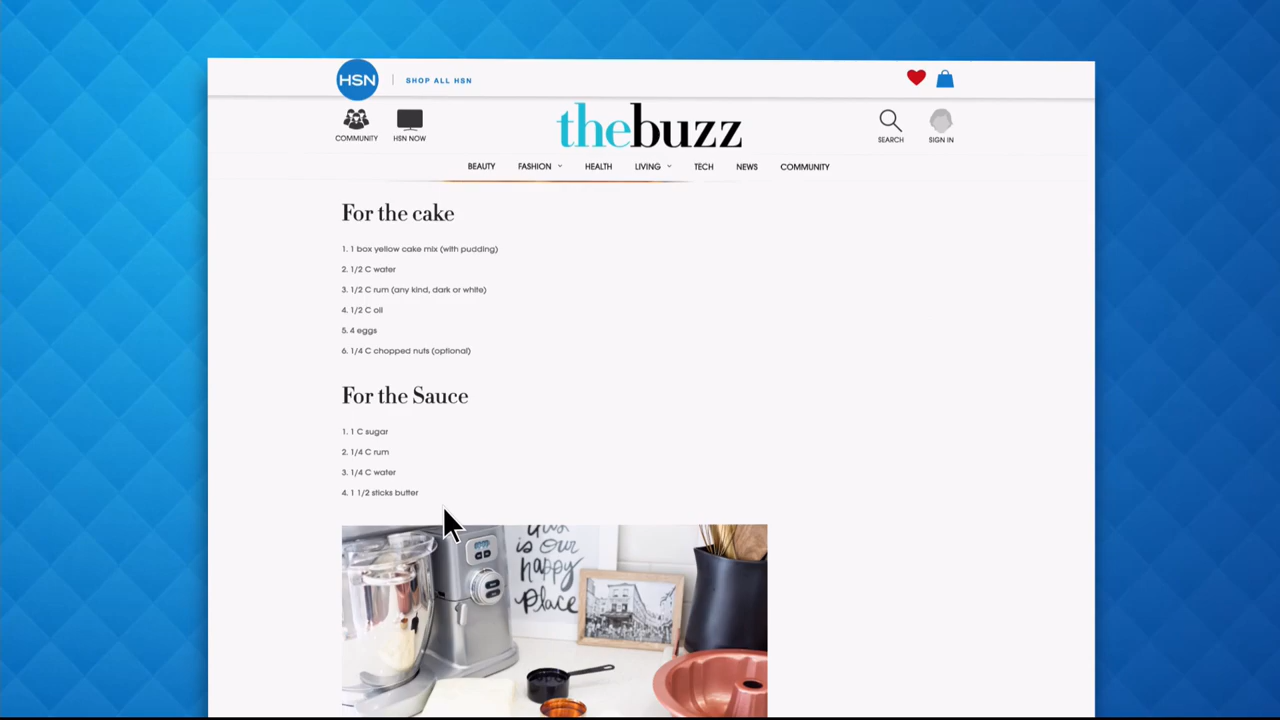 HSN
SHOP ALL HSN
COMMUNITY
HSN NOW
thebuzz
SEARCH
SIGN IN
BEAUTY FASHION HEALTH LIVING TECH NEWS COMMUNITY
For the cake
1. 1 box yellow cake mix (with pudding)
2. 1/2 C water
3. 1/2 C rum (any kind, dark or white)
4. 1/2 C oil
5. 4 eggs
6. 1/4 C chopped nuts (optional)
For the Sauce
1. 1 C sugar
2. 1/4 C rum
3. 1/4 C water
4. 1 1/2 sticks butter
this
is our
happy
place